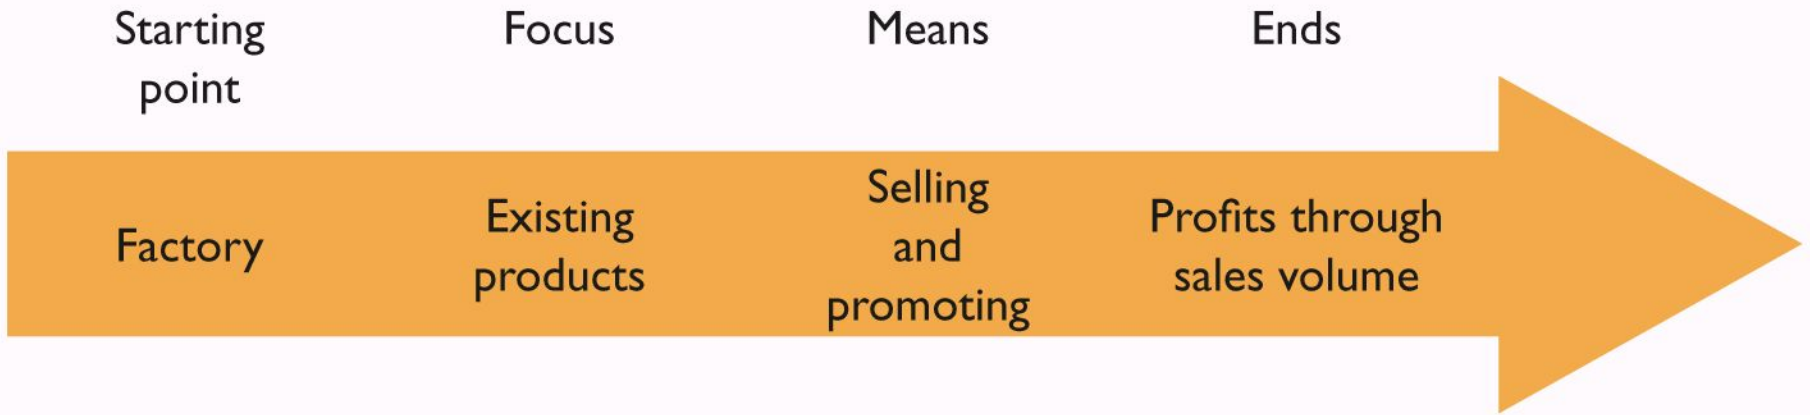 Starting
point
Focus
Means
Ends
Factory
Existing
products
Selling
and
promoting
Profits through
sales volume